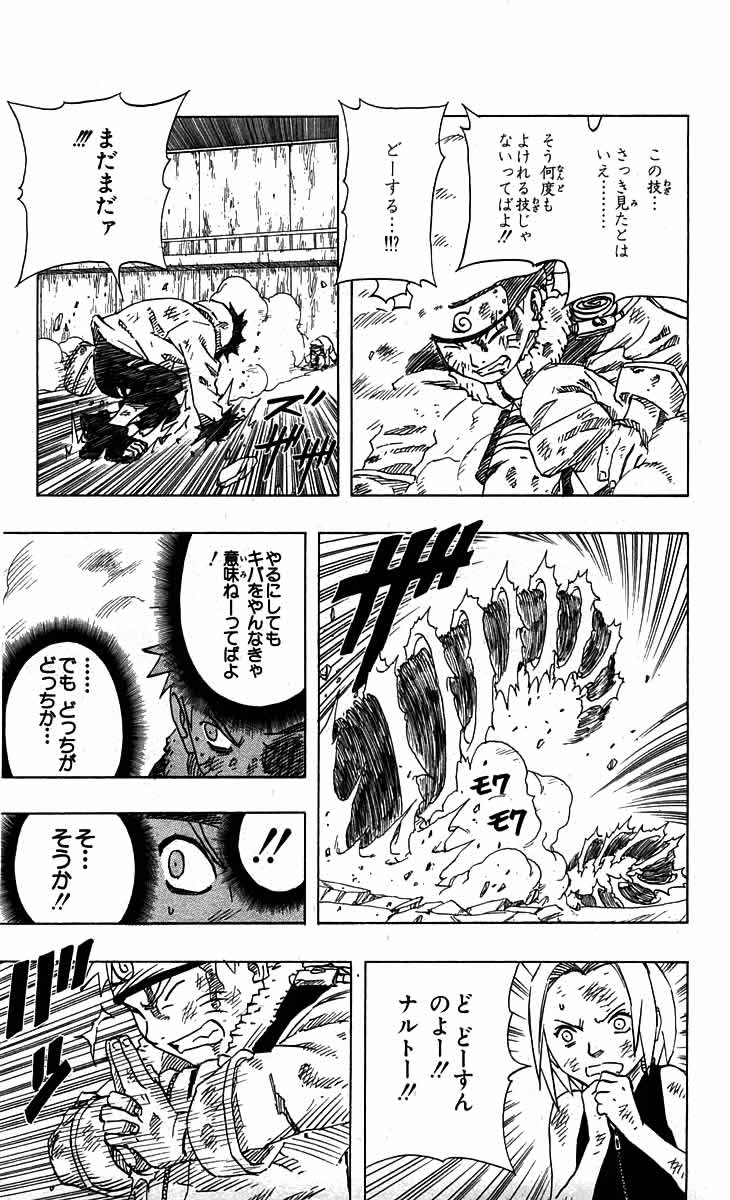 この技…
さっき見たとは
いえ………
そう何度も
よけれる技じゃ
ないってばよ!!
どーする…!!!?
まだまだァ
!!!
ズザザザ
ザザザ
モワ
モワ
やるにしても
キバをやんなきゃ
意味ねーってばよ
!
……
でも どっちが
どっちか…
!!
そ…
そうか!!
ど どーすん
のよー!!
ナルトー!!